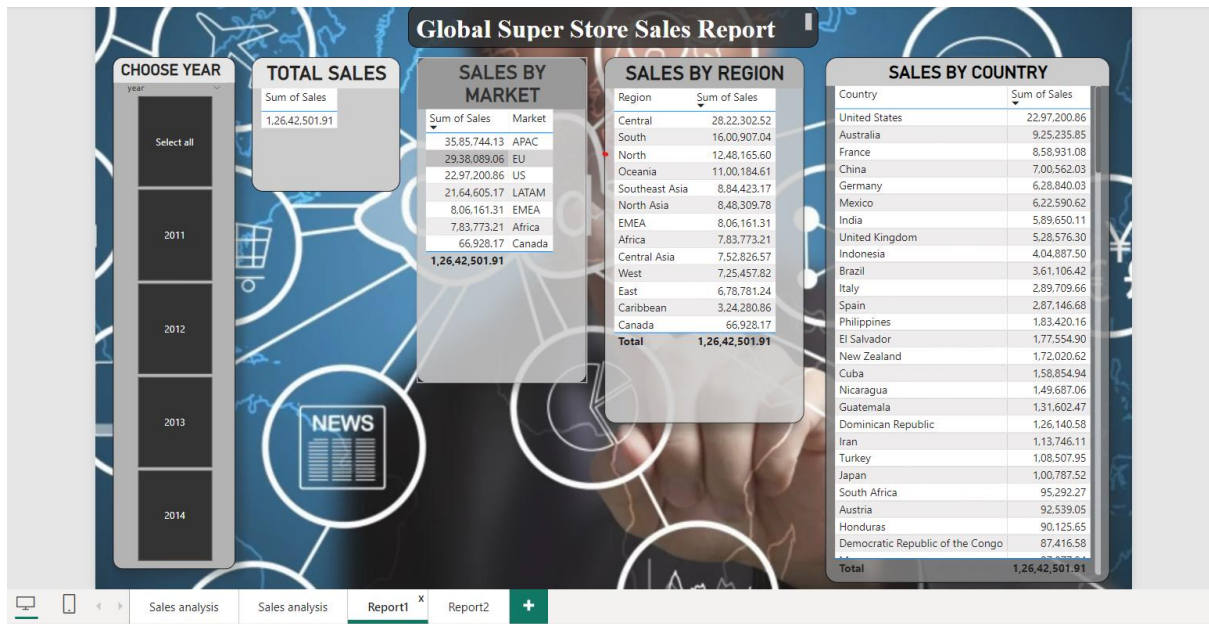 Global Super Store Sales Report
CHOOSE YEAR
year
Select all
2011
2012
2013
2014
TOTAL SALES
Sum of Sales
1,26,42,501.91
NEWS
SALES BY
MARKET
Sum of Sales Market
35,85,744.13 APAC
29,38,089.06 EU
22,97,200.86 US
21,64,605.17 LATAM
8,06,161.31 EMEA
7,83,773.21 Africa
66,928.17 Canada
1,26,42,501.91
SALES BY REGION
Region Sum of Sales
Central 28,22,302.52
South 16,00,907.04
North 12,48,165.60
Oceania 11,00,184.61
Southeast Asia 8,84,423.17
North Asia 8,48,309.78
EMEA 8,06,161.31
Africa 7,83,773.21
Central Asia 7,52,826.57
West 7,25,457.82
East 6,78,781.24
Caribbean 3,24,280.86
Canada 66,928.17
Total 1,26,42,501.91
SALES BY COUNTRY
Country Sum of Sales
United States 22,97,200.86
Australia 9,25,235.85
France 8,58,931.08
China 7,00,562.03
Germany 6,28,840.03
Mexico 6,22,590.62
India 5,89,650.11
United Kingdom 5,28,576.30
Indonesia 4,04,887.50
Brazil 3,61,106.42
Italy 2,89,709.66
Spain 2,87,146.68
Philippines 1,83,420.16
El Salvador 1,77,554.90
New Zealand 1,72,020.62
Cuba 1,58,854.94
Nicaragua 1,49,687.06
Guatemala 1,31,602.47
Dominican Republic 1,26,140.58
Iran 1,13,746.11
Turkey 1,08,507.95
Japan 1,00,787.52
South Africa 95,292.27
Austria 92,539.05
Honduras 90,125.65
Democratic Republic of the Congo 87,416.58
Total 1,26,42,501.91
Sales analysis Sales analysis Report1 x Report2 +